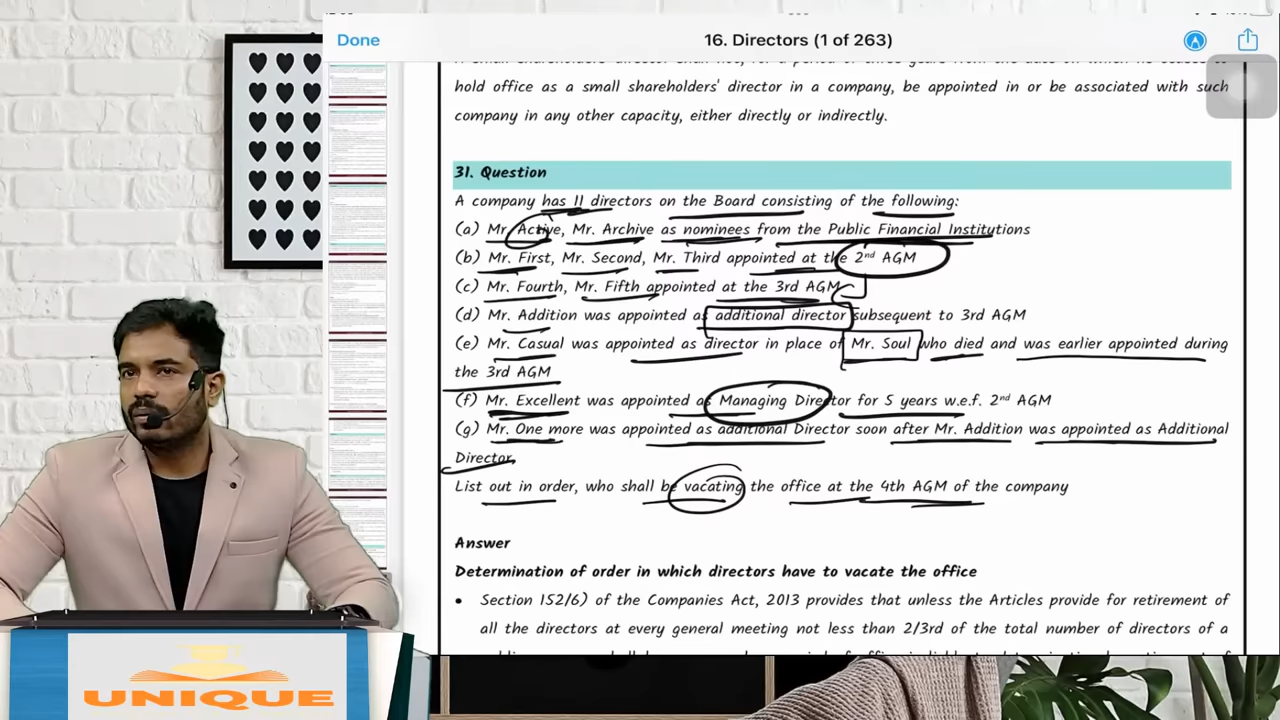 Done
16. Directors (1 of 263)
hold office as a small shareholders' director in a company, be appointed in or be associated with such
company in any other capacity, either directly or indirectly.
31. Question
A company has 11 directors on the Board consisting of the following:
(a) Mr. Active, Mr. Archive as nominees from the Public Financial Institutions
(b) Mr. First, Mr. Second, Mr. Third appointed at the 2nd AGM
(c) Mr. Fourth, Mr. Fifth appointed at the 3rd AGM
(d) Mr. Addition was appointed as additional director subsequent to 3rd AGM
(e) Mr. Casual was appointed as director in place of Mr. Soul who died and was earlier appointed during
the 3rd AGM
(f) Mr. Excellent was appointed as Managing Director for 5 years w.e.f. 2nd AGM
(g) Mr. One more was appointed as additional Director soon after Mr. Addition was appointed as Additional
Director.
List out in order, who shall be vacating the office at the 4th AGM of the company
Answer
Determination of order in which directors have to vacate the office
• Section 152/6) of the Companies Act, 2013 provides that unless the Articles provide for retirement of
all the directors at every general meeting not less than 2/3rd of the total number of directors of a
UNIQUE